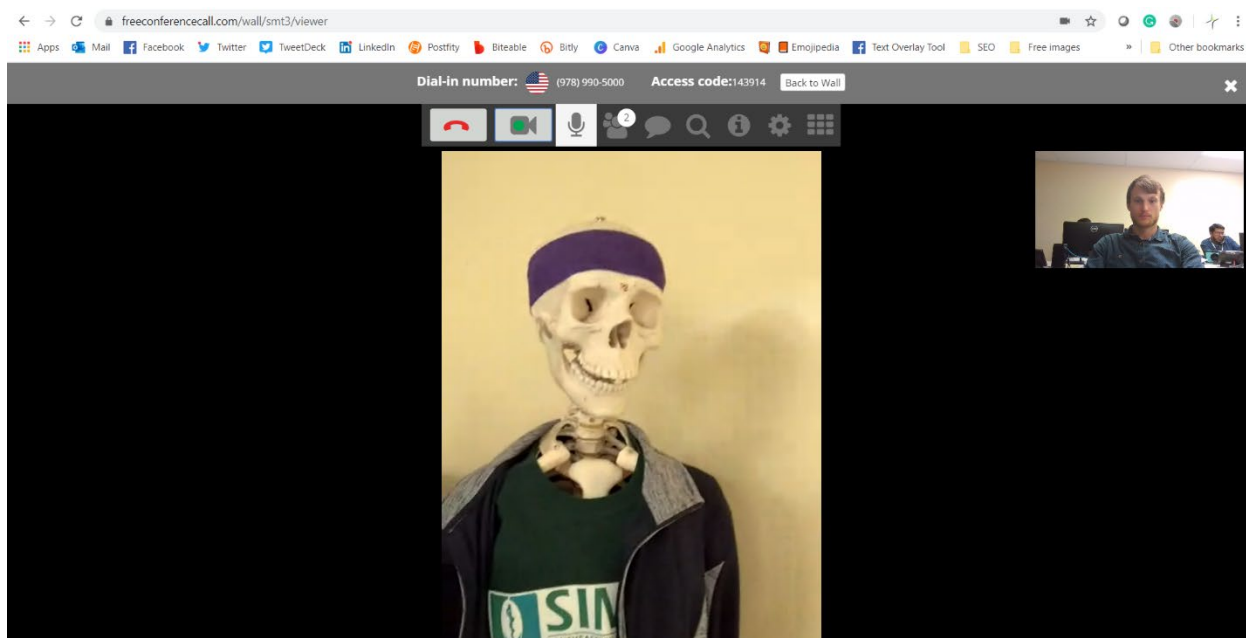 freeconferencecall.com/wall/smt3/viewer
Apps Mail Facebook Twitter TweetDeck LinkedIn Postfity Biteable Bitly Canva Google Analytics Emojipedia Text Overlay Tool SEO Free images » Other bookmarks
Dial-in number: (978) 990-5000 Access code:143914 Back to Wall
2
SIM